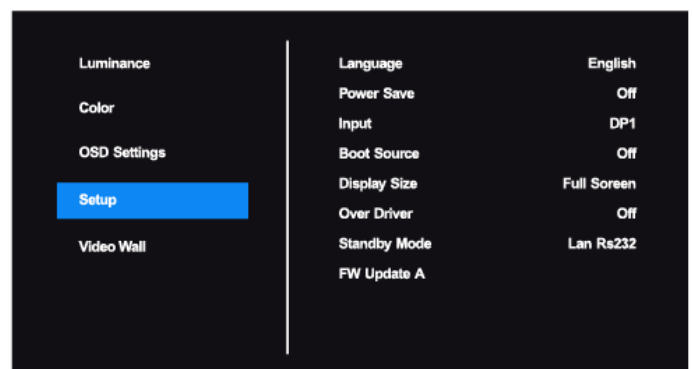 Luminance
Color
OSD Settings
Setup
Video Wall
Language English
Power Save Off
Input DP1
Boot Source Off
Display Size Full Soreen
Over Driver Off
Standby Mode Lan Rs232
FW Update A